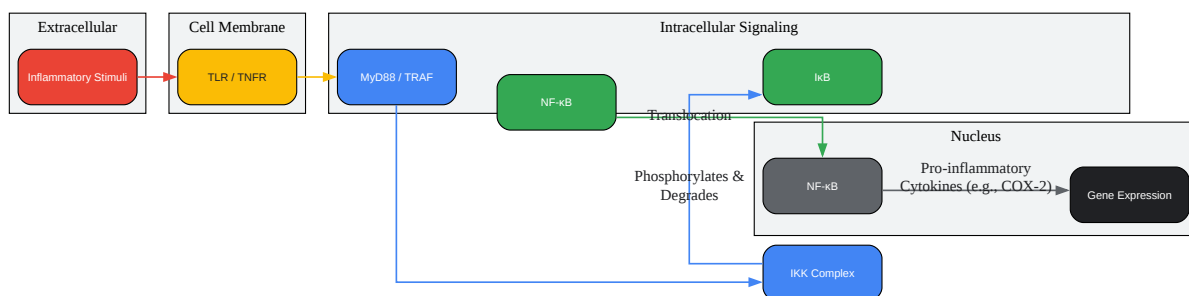 Extracellular
Cell Membrane
Intracellular Signaling
Inflammatory Stimuli
TLR / TNFR
MyD88 / TRAF
NF-κB
IκB
Translocation
Nucleus
Phosphorylates &
Degrades
NF-κB
Pro-inflammatory
Cytokines (e.g., COX-2)
Gene Expression
IKK Complex